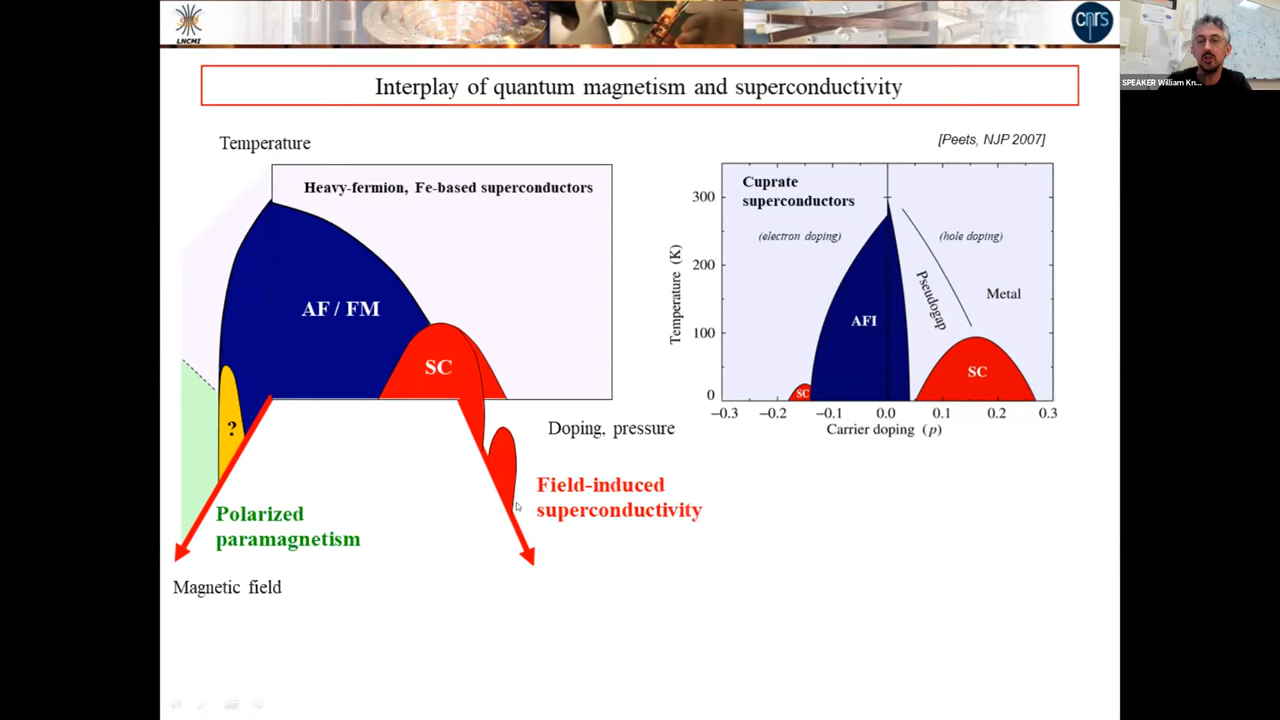 LNCMI
cnrs
SPEAKER William Kn...
Interplay of quantum magnetism and superconductivity
Temperature
Heavy-fermion, Fe-based superconductors
AF / FM
SC
?
Doping, pressure
Field-induced
superconductivity
Polarized
paramagnetism
Magnetic field
[Peets, NJP 2007]
Cuprate
superconductors
(electron doping)
(hole doping)
Temperature (K)
300
200
100
0
Pseudogap
Metal
AFI
SC
SC
−0.3 −0.2 −0.1 0.0 0.1 0.2 0.3
Carrier doping (p)